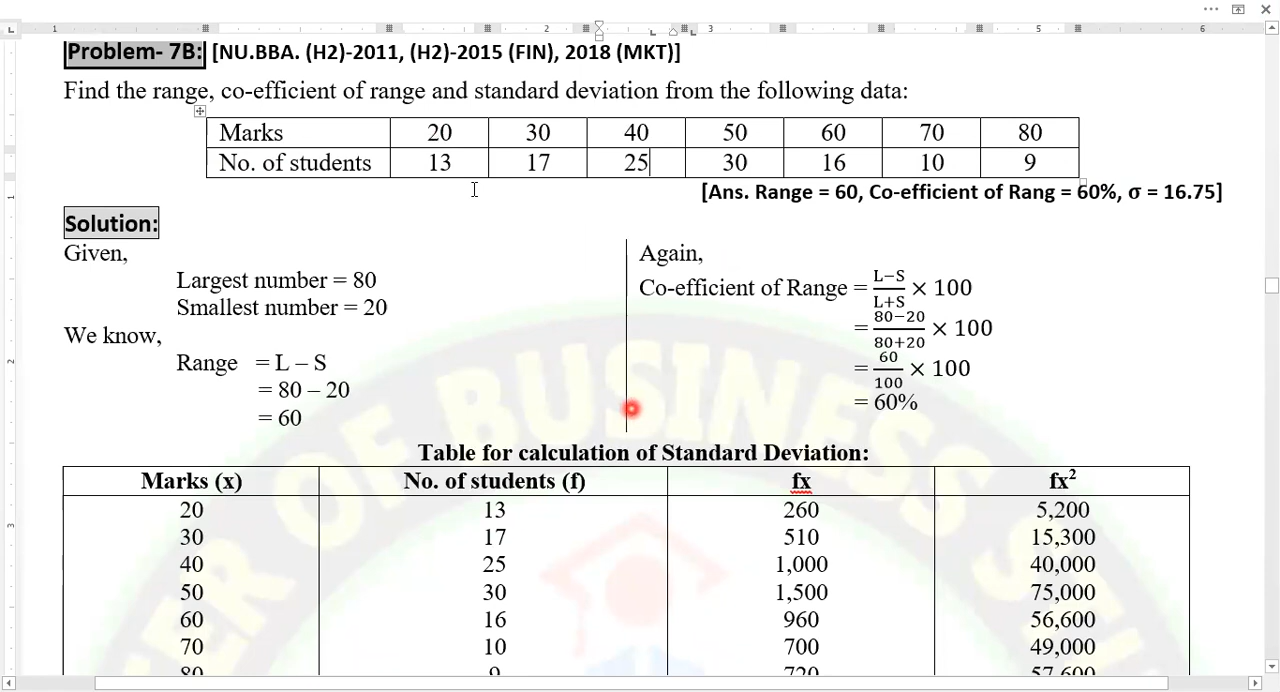 Problem- 7B: [NU.BBA. (H2)-2011, (H2)-2015 (FIN), 2018 (MKT)]
Find the range, co-efficient of range and standard deviation from the following data:
Marks 20 30 40 50 60 70 80
No. of students 13 17 25 30 16 10 9
[Ans. Range = 60, Co-efficient of Rang = 60%, σ = 16.75]
Solution:
Given,
Largest number = 80
Smallest number = 20
We know,
Range = L – S
= 80 – 20
= 60
Again,
Co-efficient of Range = L−S/L+S × 100
= 80−20/80+20 × 100
= 60/100 × 100
= 60%
Table for calculation of Standard Deviation:
Marks (x) No. of students (f) fx fx²
20 13 260 5,200
30 17 510 15,300
40 25 1,000 40,000
50 30 1,500 75,000
60 16 960 56,600
70 10 700 49,000
80 9 720 57,600